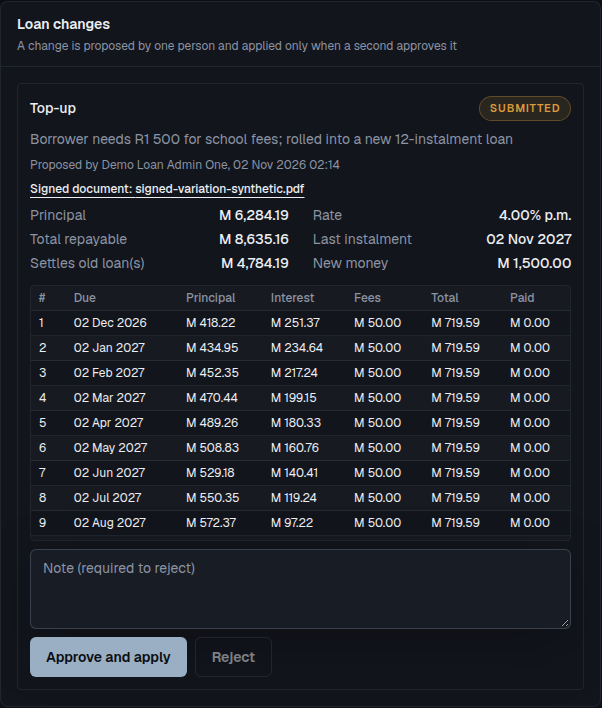 Loan changes
A change is proposed by one person and applied only when a second approves it
Top-up SUBMITTED
Borrower needs R1 500 for school fees; rolled into a new 12-instalment loan
Proposed by Demo Loan Admin One, 02 Nov 2026 02:14
Signed document: signed-variation-synthetic.pdf
Principal M 6,284.19 Rate 4.00% p.m.
Total repayable M 8,635.16 Last instalment 02 Nov 2027
Settles old loan(s) M 4,784.19 New money M 1,500.00
# Due Principal Interest Fees Total Paid
1 02 Dec 2026 M 418.22 M 251.37 M 50.00 M 719.59 M 0.00
2 02 Jan 2027 M 434.95 M 234.64 M 50.00 M 719.59 M 0.00
3 02 Feb 2027 M 452.35 M 217.24 M 50.00 M 719.59 M 0.00
4 02 Mar 2027 M 470.44 M 199.15 M 50.00 M 719.59 M 0.00
5 02 Apr 2027 M 489.26 M 180.33 M 50.00 M 719.59 M 0.00
6 02 May 2027 M 508.83 M 160.76 M 50.00 M 719.59 M 0.00
7 02 Jun 2027 M 529.18 M 140.41 M 50.00 M 719.59 M 0.00
8 02 Jul 2027 M 550.35 M 119.24 M 50.00 M 719.59 M 0.00
9 02 Aug 2027 M 572.37 M 97.22 M 50.00 M 719.59 M 0.00
Note (required to reject)
Approve and apply Reject